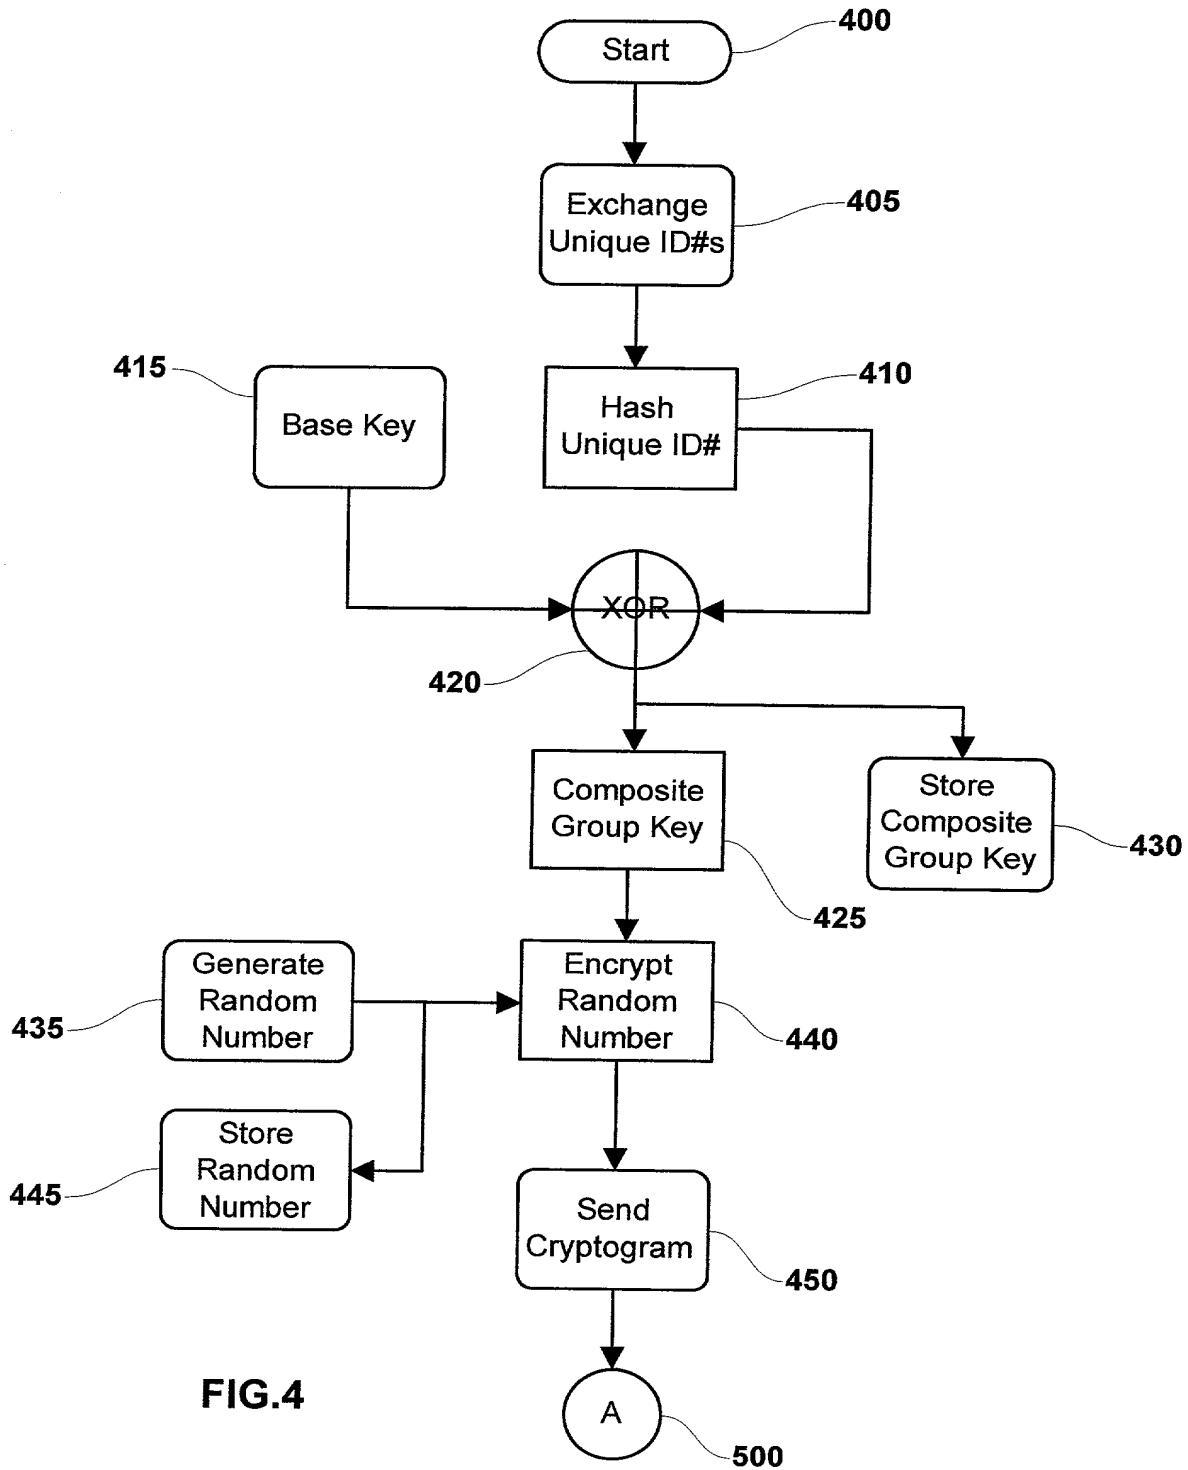 400
Start
405
Exchange
Unique ID#s
415
Base Key
410
Hash
Unique ID#
XOR
420
Composite
Group Key
425
Store
Composite
Group Key
430
Generate
Random
Number
435
Encrypt
Random
Number
440
Store
Random
Number
445
Send
Cryptogram
450
FIG.4
A
500